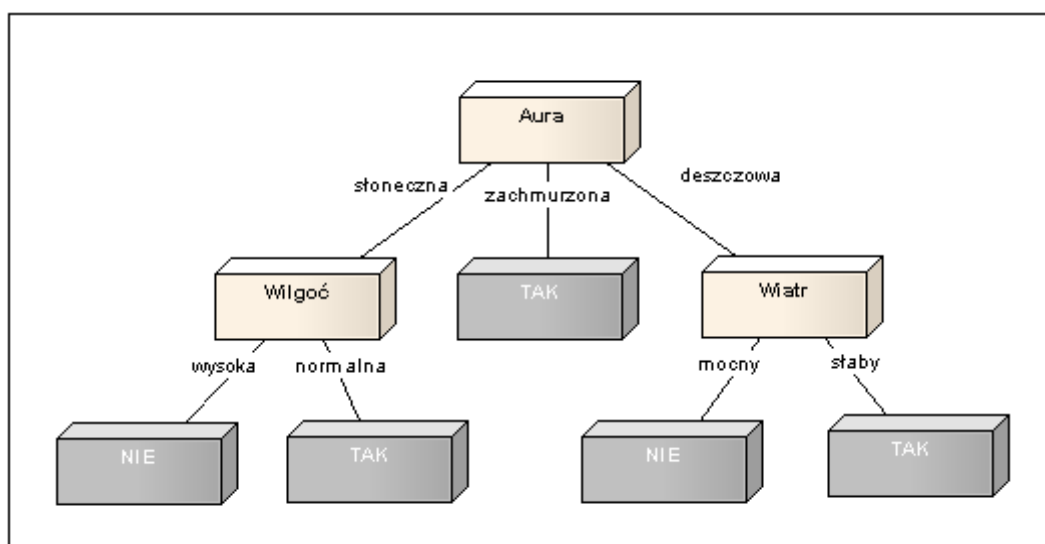 Aura
słoneczna
zachmurzona
deszczowa
Wilgoć
TAK
Wiatr
wysoka
normalna
mocny
słaby
NIE
TAK
NIE
TAK